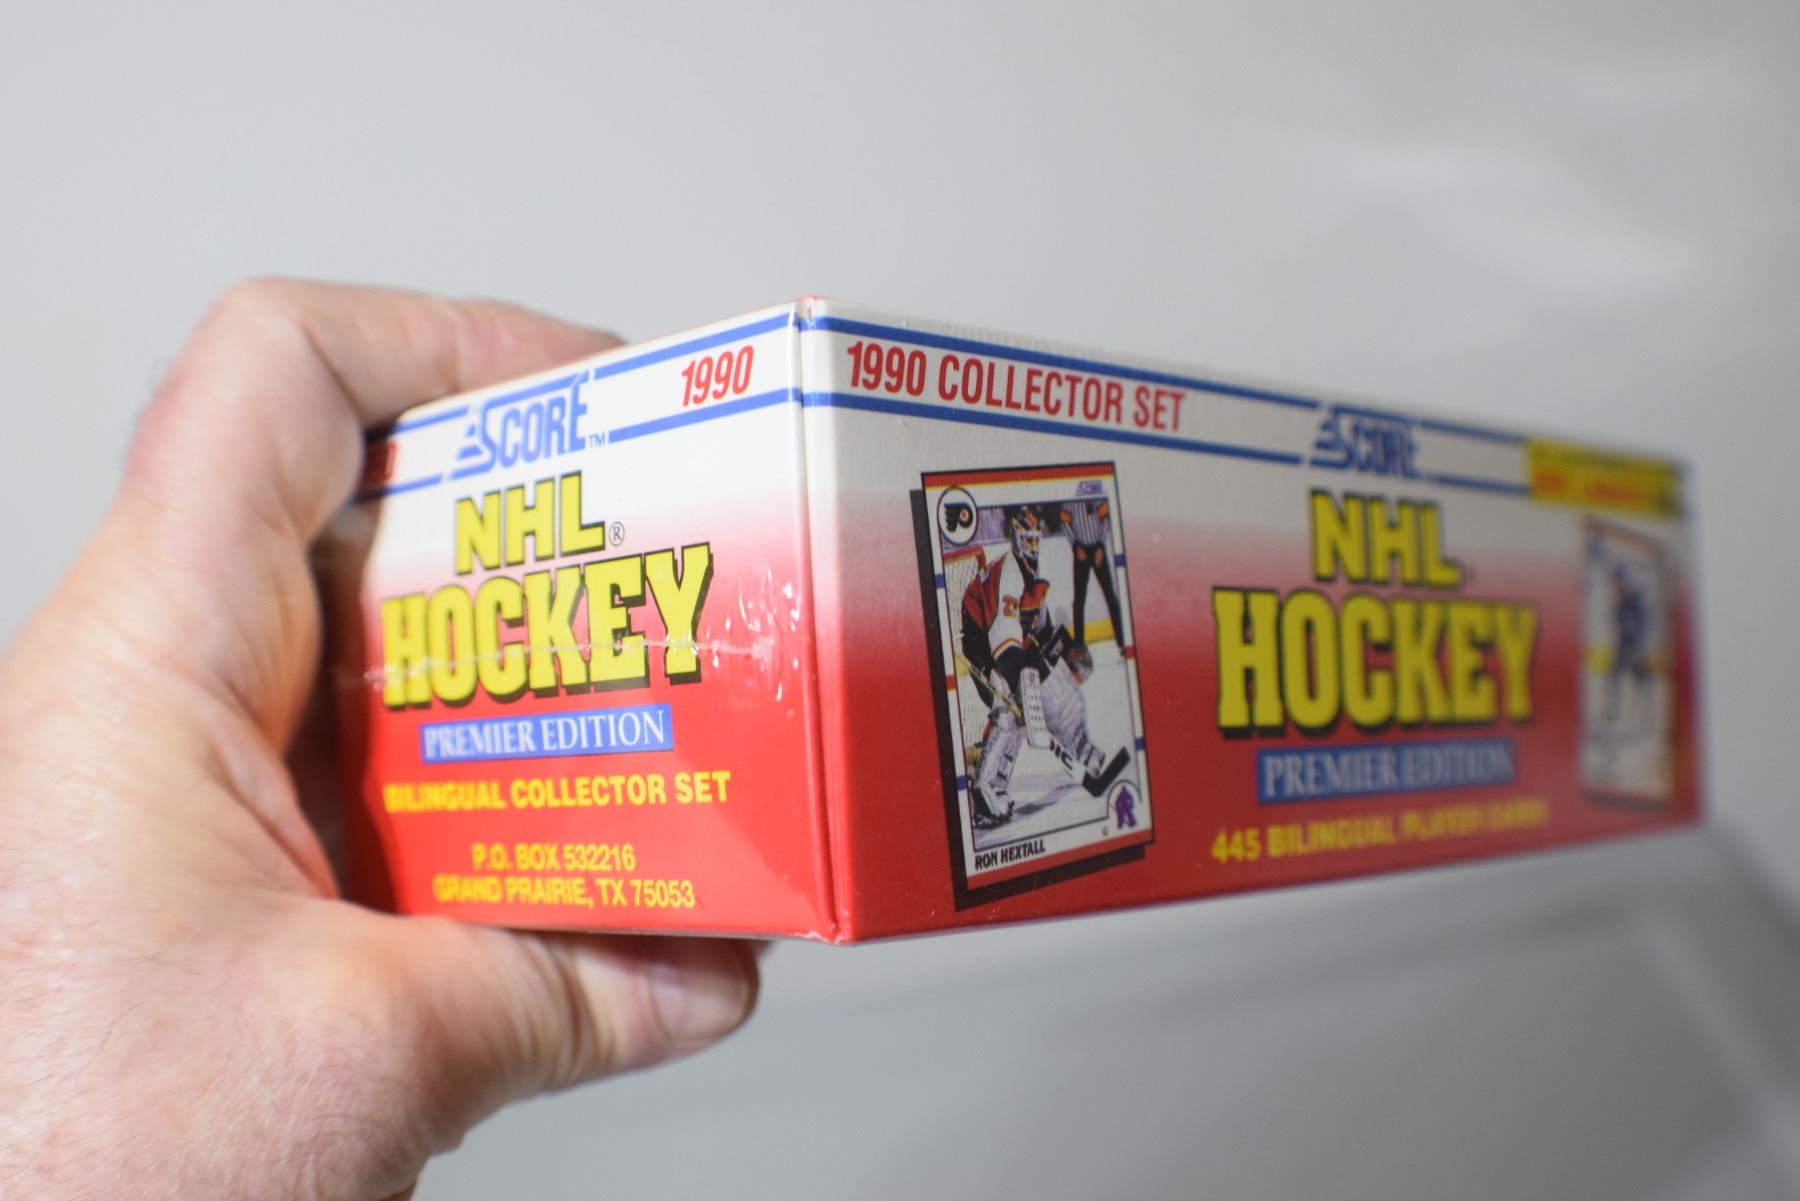 SCORE™ 1990
NHL®
HOCKEY
PREMIER EDITION
BILINGUAL COLLECTOR SET
P.O. BOX 532216
GRAND PRAIRIE, TX 75053
1990 COLLECTOR SET SCORE
SCORE
RON HEXTALL
NHL
HOCKEY
PREMIER EDITION
445 BILINGUAL PLAYER CARDS